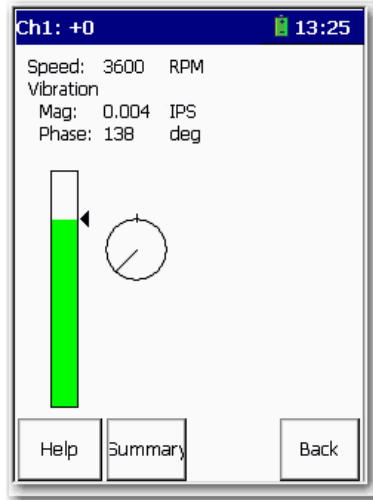 Ch1: +0 13:25
Speed: 3600 RPM
Vibration
Mag: 0.004 IPS
Phase: 138 deg
Help Summary Back